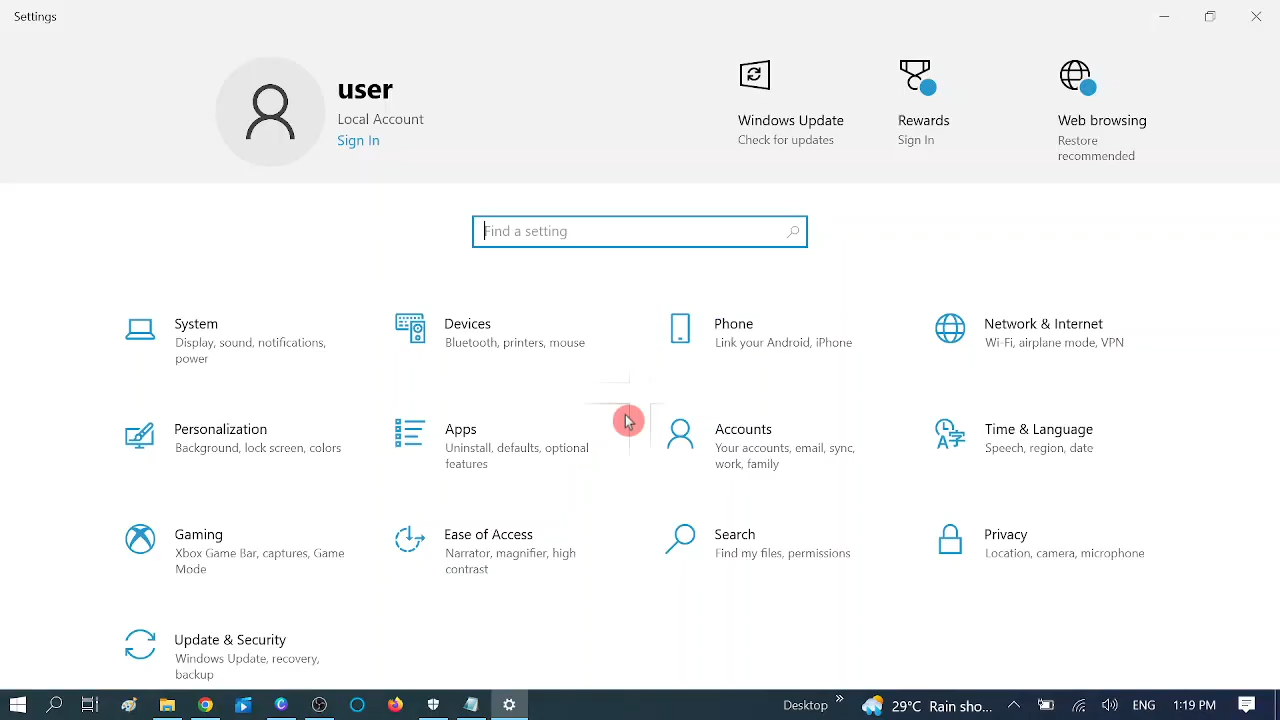 Settings
user
Local Account
Sign In
Windows Update
Check for updates
Rewards
Sign In
Web browsing
Restore
recommended
Find a setting
System
Display, sound, notifications,
power
Devices
Bluetooth, printers, mouse
Phone
Link your Android, iPhone
Network & Internet
Wi-Fi, airplane mode, VPN
Personalization
Background, lock screen, colors
Apps
Uninstall, defaults, optional
features
Accounts
Your accounts, email, sync,
work, family
Time & Language
Speech, region, date
Gaming
Xbox Game Bar, captures, Game
Mode
Ease of Access
Narrator, magnifier, high
contrast
Search
Find my files, permissions
Privacy
Location, camera, microphone
Update & Security
Windows Update, recovery,
backup
Desktop » 29°C Rain sho... ENG 1:19 PM